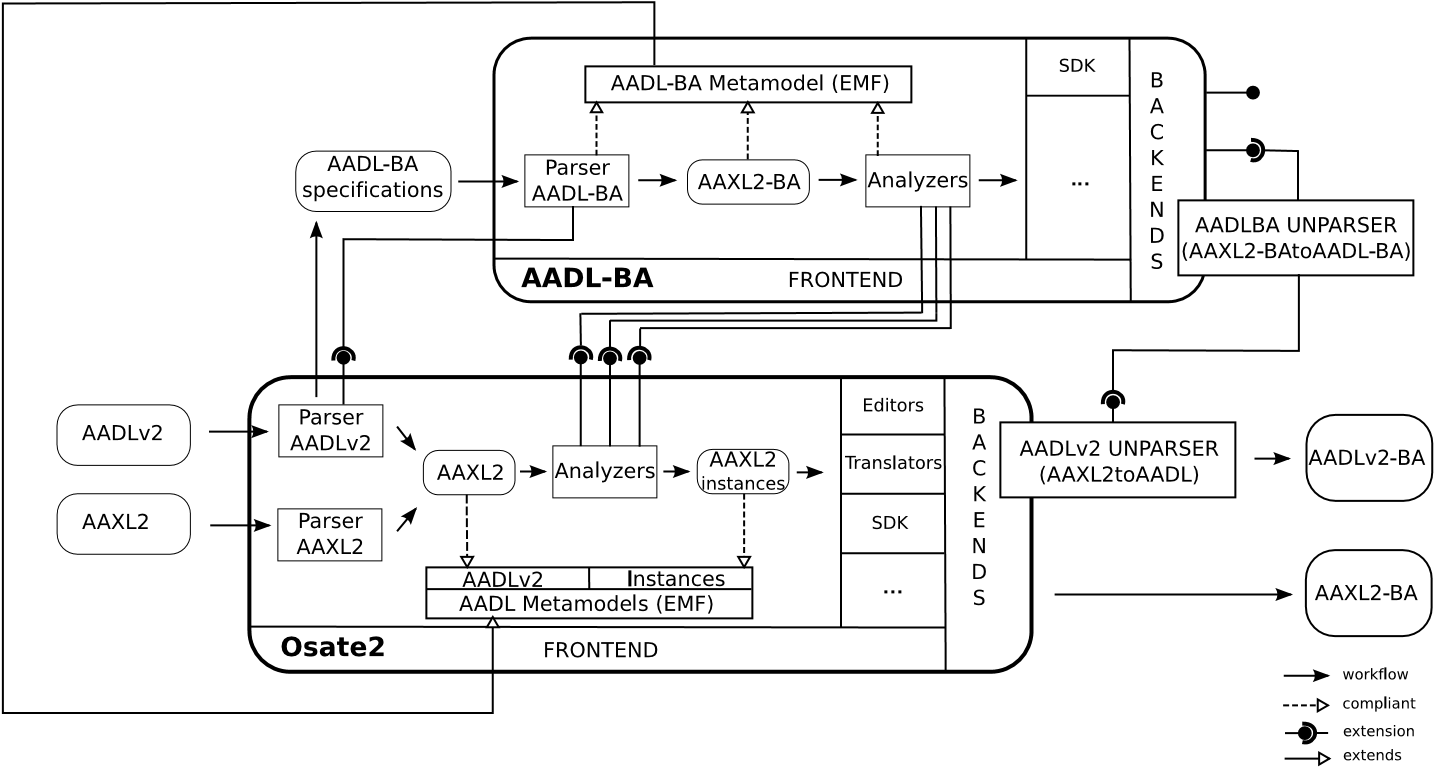 SDK
AADL-BA Metamodel (EMF)
AADL-BA
specifications
Parser
AADL-BA
AAXL2-BA
Analyzers
...
BACKENDS
AADLBA UNPARSER
(AAXL2-BAtoAADL-BA)
AADL-BA
FRONTEND
AADLv2
Parser
AADLv2
AAXL2
Parser
AAXL2
AAXL2
Analyzers
AAXL2
instances
Editors
Translators
SDK
...
BACKENDS
AADLv2 UNPARSER
(AAXL2toAADL)
AADLv2-BA
AAXL2-BA
AADLv2
Instances
AADL Metamodels (EMF)
Osate2
FRONTEND
workflow
compliant
extension
extends